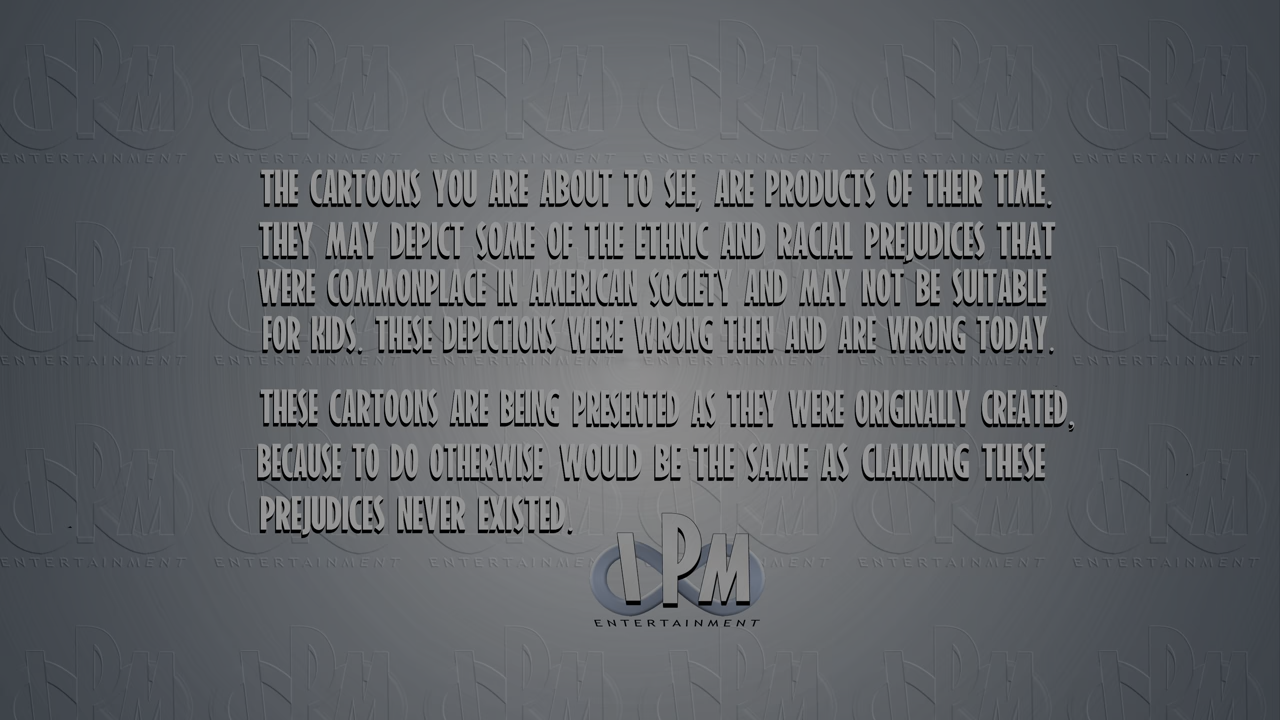 THE CARTOONS YOU ARE ABOUT TO SEE, ARE PRODUCTS OF THEIR TIME.
THEY MAY DEPICT SOME OF THE ETHNIC AND RACIAL PREJUDICES THAT
WERE COMMONPLACE IN AMERICAN SOCIETY AND MAY NOT BE SUITABLE
FOR KIDS. THESE DEPICTIONS WERE WRONG THEN AND ARE WRONG TODAY.
THESE CARTOONS ARE BEING PRESENTED AS THEY WERE ORIGINALLY CREATED,
BECAUSE TO DO OTHERWISE WOULD BE THE SAME AS CLAIMING THESE
PREJUDICES NEVER EXISTED.
IPM
ENTERTAINMENT